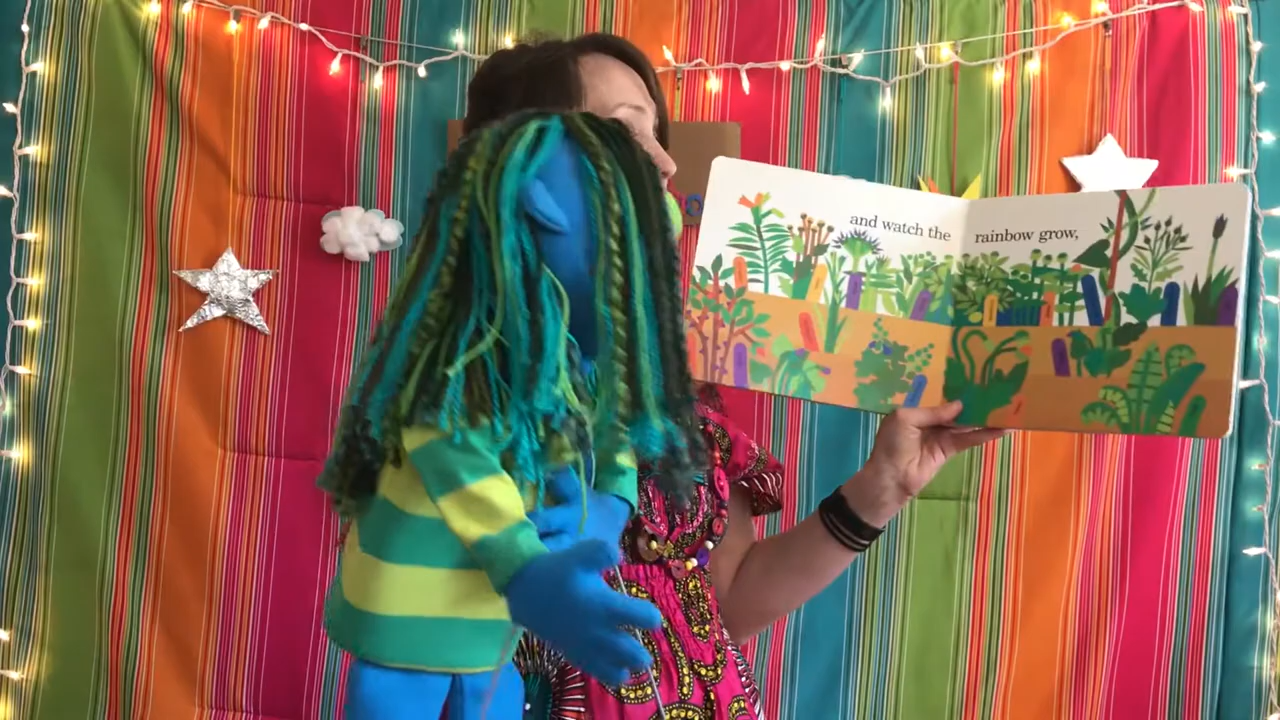 and watch the
rainbow grow,